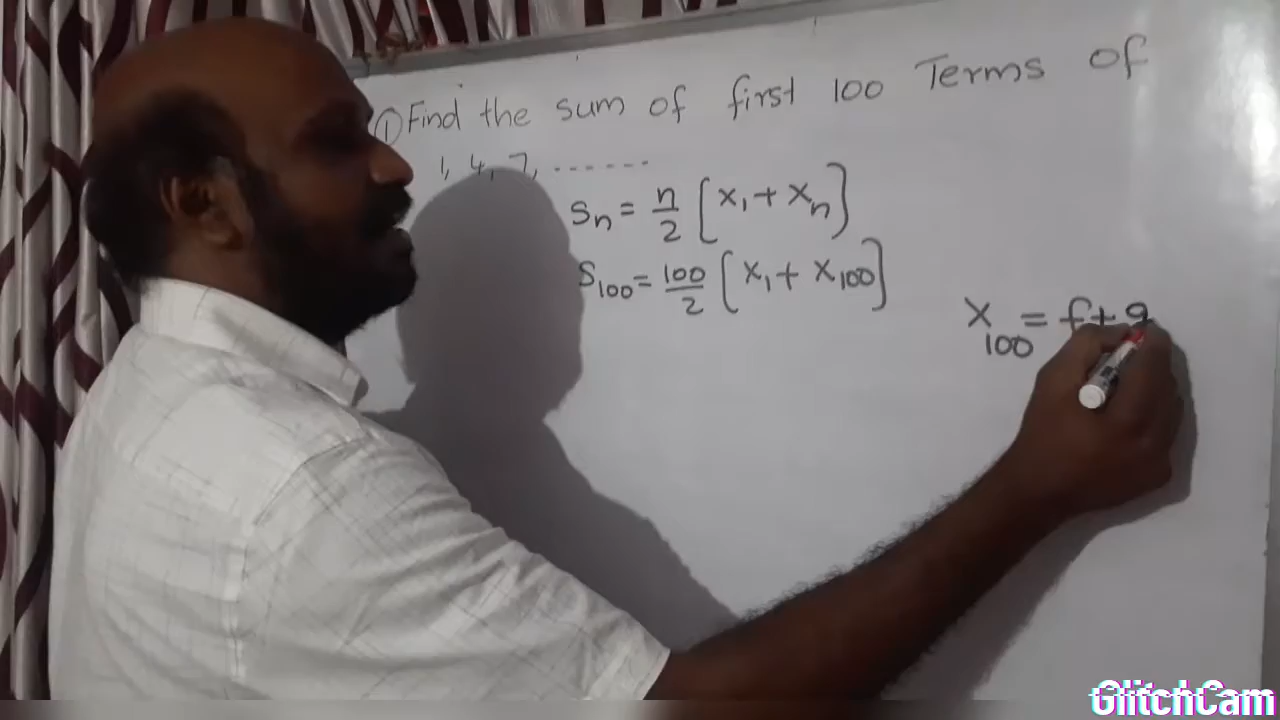 ① Find the sum of first 100 Terms of
1, 4, 7, .......
Sn = n/2 [x₁ + xn]
S100 = 100/2 [x₁ + x100]
x100 = f + 9
GlitchCam